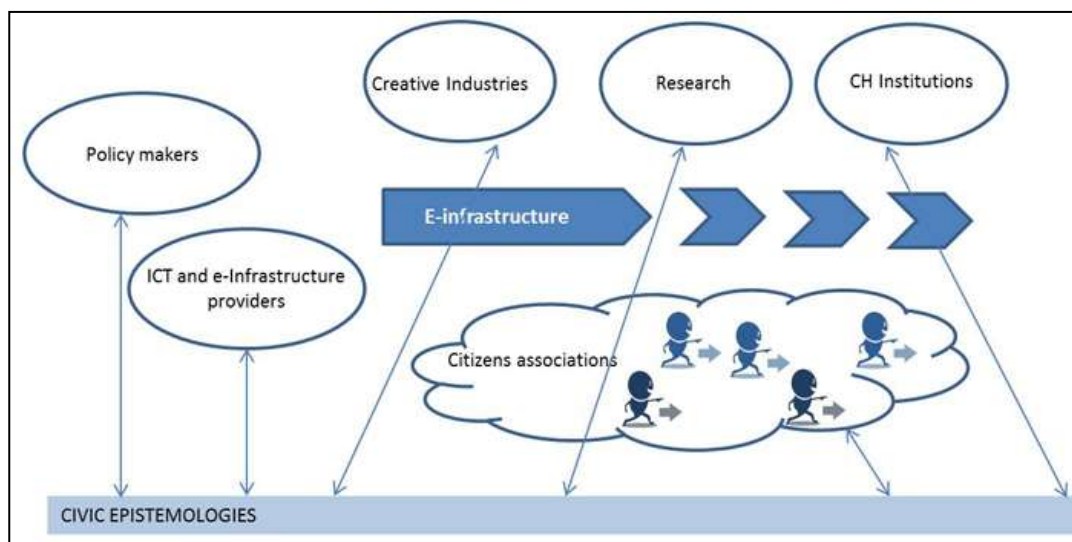 Creative Industries
Research
CH Institutions
Policy makers
E-infrastructure
ICT and e-Infrastructure
providers
Citizens associations
CIVIC EPISTEMOLOGIES